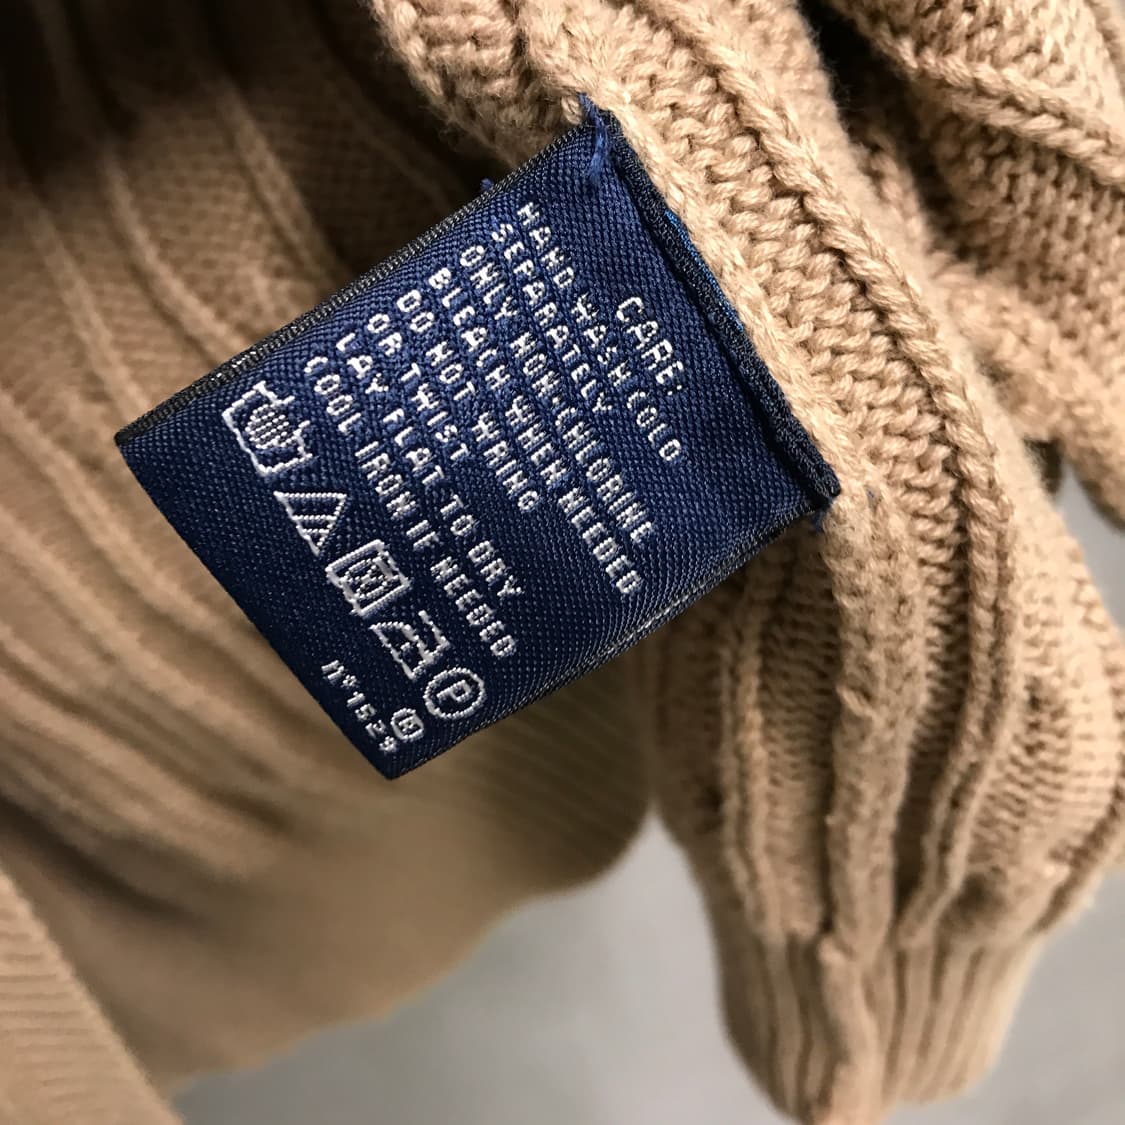 CARE:
HAND WASH COLD
SEPARATELY
ONLY NON-CHLORINE
BLEACH WHEN NEEDED
DO NOT WRING
OR TWIST
LAY FLAT TO DRY
COOL IRON IF NEEDED
P